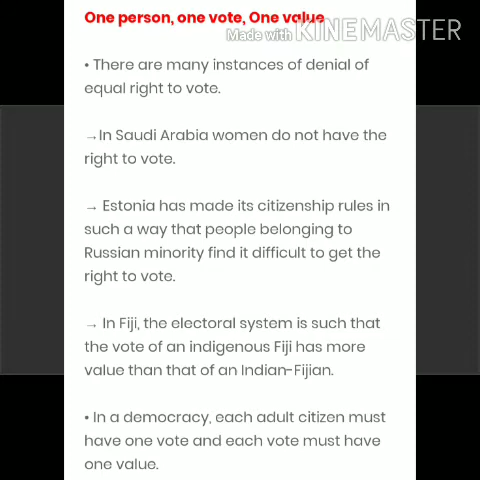 One person, one vote, One value
Made with KINEMASTER
• There are many instances of denial of
equal right to vote.
→In Saudi Arabia women do not have the
right to vote.
→ Estonia has made its citizenship rules in
such a way that people belonging to
Russian minority find it difficult to get the
right to vote.
→ In Fiji, the electoral system is such that
the vote of an indigenous Fiji has more
value than that of an Indian-Fijian.
• In a democracy, each adult citizen must
have one vote and each vote must have
one value.